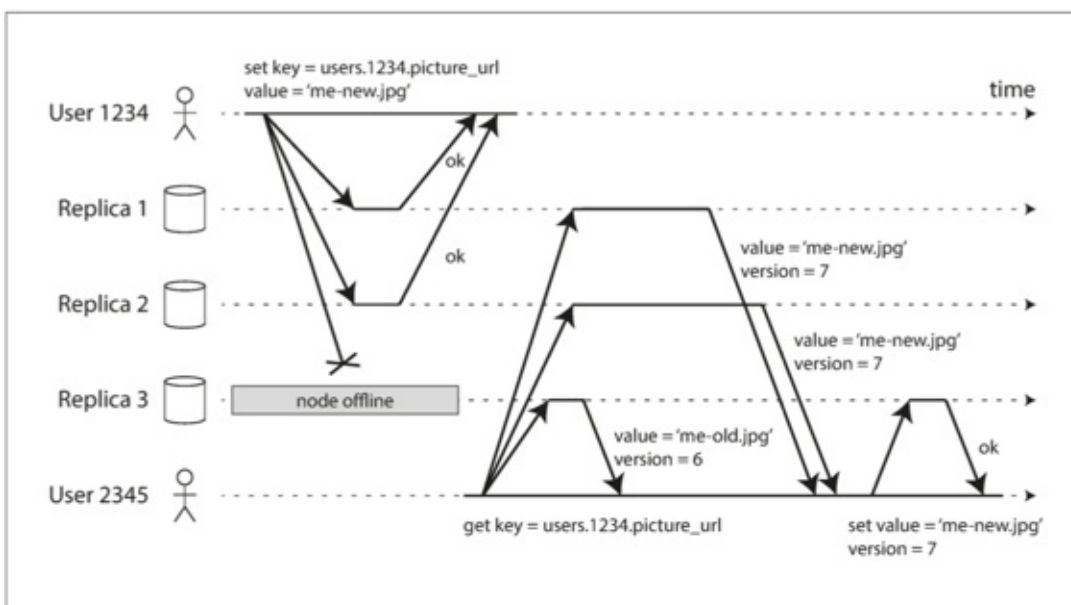 set key = users.1234.picture_url
value = 'me-new.jpg'
time
User 1234
ok
Replica 1
value = 'me-new.jpg'
version = 7
ok
Replica 2
value = 'me-new.jpg'
version = 7
Replica 3
node offline
value = 'me-old.jpg'
version = 6
ok
User 2345
get key = users.1234.picture_url
set value = 'me-new.jpg'
version = 7